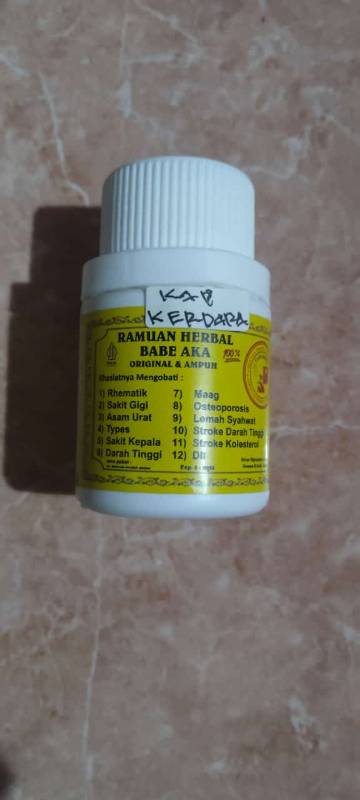 KAP
KERDARA
RAMUAN HERBAL
BABE AKA
100%
ORIGINAL & AMPUH
Khasiatnya Mengobati :
1) Rhematik
2) Sakit Gigi
3) Asam Urat
4) Types
5) Sakit Kepala
6) Darah Tinggi
7) Maag
8) Osteoporosis
9) Lemah Syahwat
10) Stroke Darah Tinggi
11) Stroke Kolesterol
12) Dll
Exp.